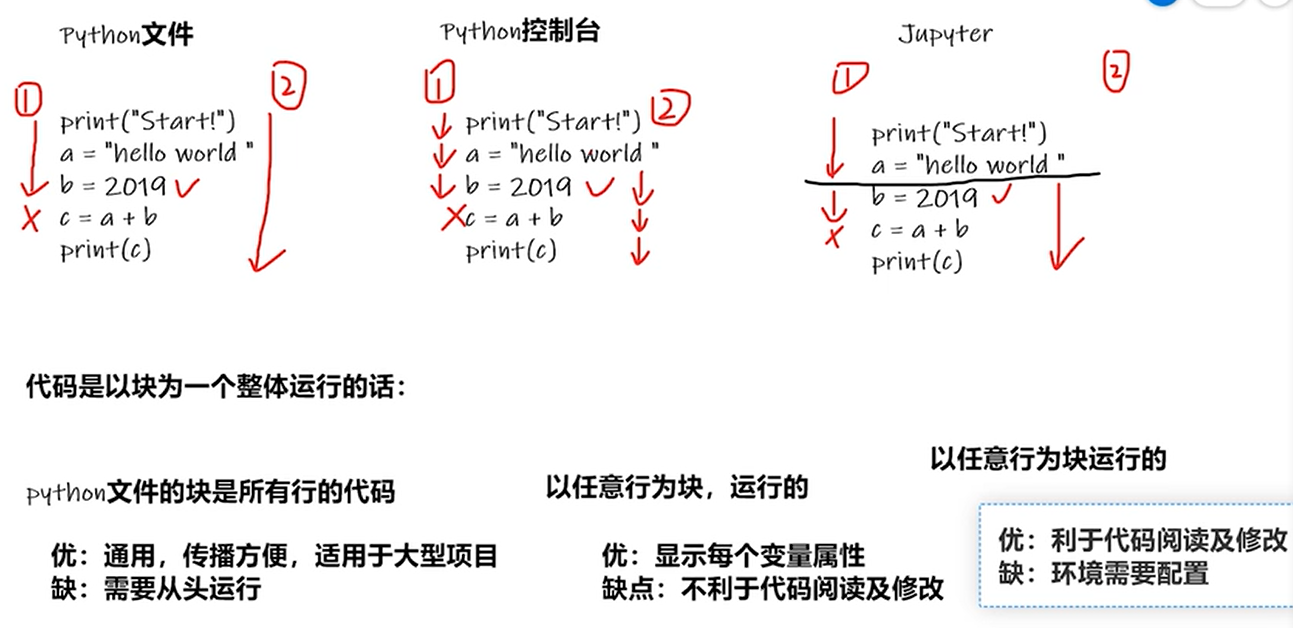 Python文件
①
②
print("Start!")
a = "hello world "
b = 2019 ✓
× c = a + b
print(c)
Python控制台
①
②
print("Start!")
a = "hello world "
b = 2019 ✓
× c = a + b
print(c)
Jupyter
①
②
print("Start!")
a = "hello world "
b = 2019 ✓
× c = a + b
print(c)
代码是以块为一个整体运行的话：
python文件的块是所有行的代码
优：通用，传播方便，适用于大型项目
缺：需要从头运行
以任意行为块，运行的
优：显示每个变量属性
缺点：不利于代码阅读及修改
以任意行为块运行的
优：利于代码阅读及修改
缺：环境需要配置